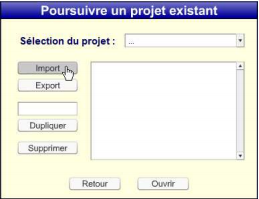 Poursuivre un projet existant
Sélection du projet : ...
Import
Export
Dupliquer
Supprimer
Retour Ouvrir